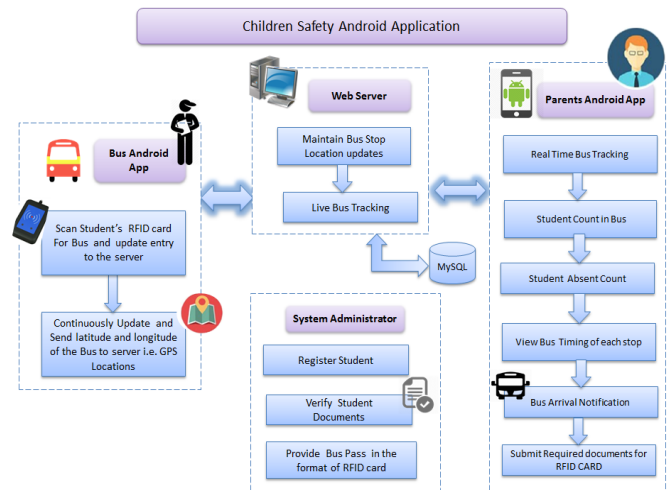 Children Safety Android Application
Bus Android
App
Scan Student's RFID card
For Bus and update entry
to the server
Continuously Update and
Send latitude and longitude
of the Bus to server i.e. GPS
Locations
Web Server
Maintain Bus Stop
Location updates
Live Bus Tracking
MySQL
System Administrator
Register Student
Verify Student
Documents
Provide Bus Pass in the
format of RFID card
Parents Android App
Real Time Bus Tracking
Student Count in Bus
Student Absent Count
View Bus Timing of each stop
Bus Arrival Notification
Submit Required documents for
RFID CARD